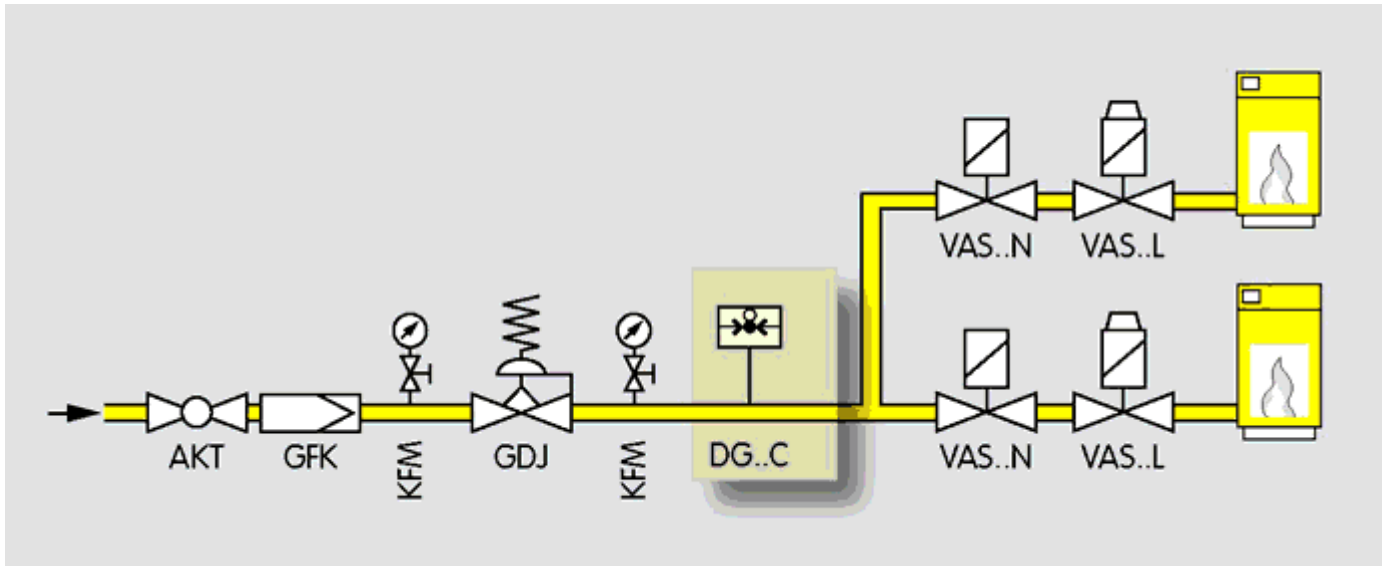 VAS..N
VAS..L
AKT
GFK
KFM
GDJ
KFM
DG..C
VAS..N
VAS..L